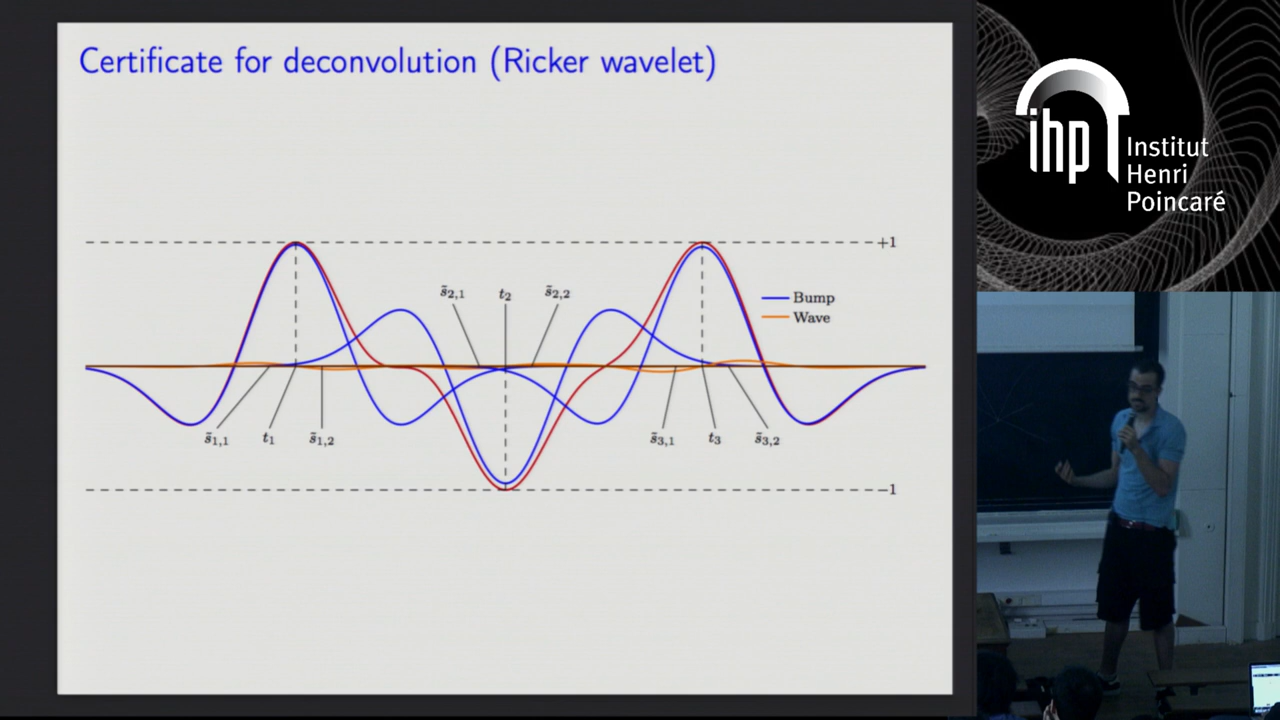 Certificate for deconvolution (Ricker wavelet)
+1
s̃2,1
t2
s̃2,2
Bump
Wave
s̃1,1
t1
s̃1,2
s̃3,1
t3
s̃3,2
−1
ihp
Institut
Henri
Poincaré